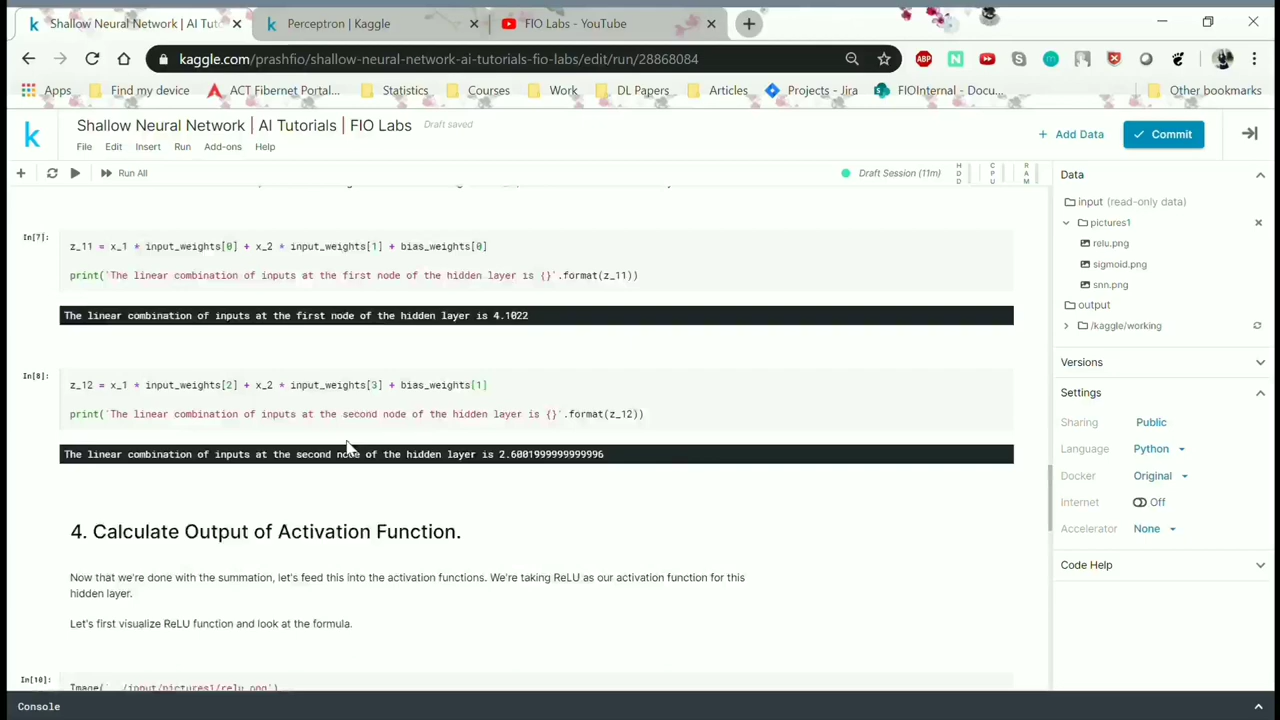 Shallow Neural Network | AI Tut
Perceptron | Kaggle
FIO Labs - YouTube
kaggle.com/prashfio/shallow-neural-network-ai-tutorials-fio-labs/edit/run/28868084
ABP
Apps
Find my device
ACT Fibernet Portal...
Statistics
Courses
Work
DL Papers
Articles
Projects - Jira
FIOInternal - Docu...
Other bookmarks
Shallow Neural Network | AI Tutorials | FIO Labs
Draft saved
File Edit Insert Run Add-ons Help
+ Add Data
Commit
Run All
Draft Session (11m)
HDD
CPU
RAM
In[7]:
z_11 = x_1 * input_weights[0] + x_2 * input_weights[1] + bias_weights[0]
print('The linear combination of inputs at the first node of the hidden layer is {}'.format(z_11))
The linear combination of inputs at the first node of the hidden layer is 4.1022
In[8]:
z_12 = x_1 * input_weights[2] + x_2 * input_weights[3] + bias_weights[1]
print('The linear combination of inputs at the second node of the hidden layer is {}'.format(z_12))
The linear combination of inputs at the second node of the hidden layer is 2.6001999999999996
4. Calculate Output of Activation Function.
Now that we're done with the summation, let's feed this into the activation functions. We're taking ReLU as our activation function for this
hidden layer.
Let's first visualize ReLU function and look at the formula.
In[10]:
Image('../input/pictures1/relu.png')
Data
input (read-only data)
pictures1
relu.png
sigmoid.png
snn.png
output
/kaggle/working
Versions
Settings
Sharing Public
Language Python
Docker Original
Internet Off
Accelerator None
Code Help
Console